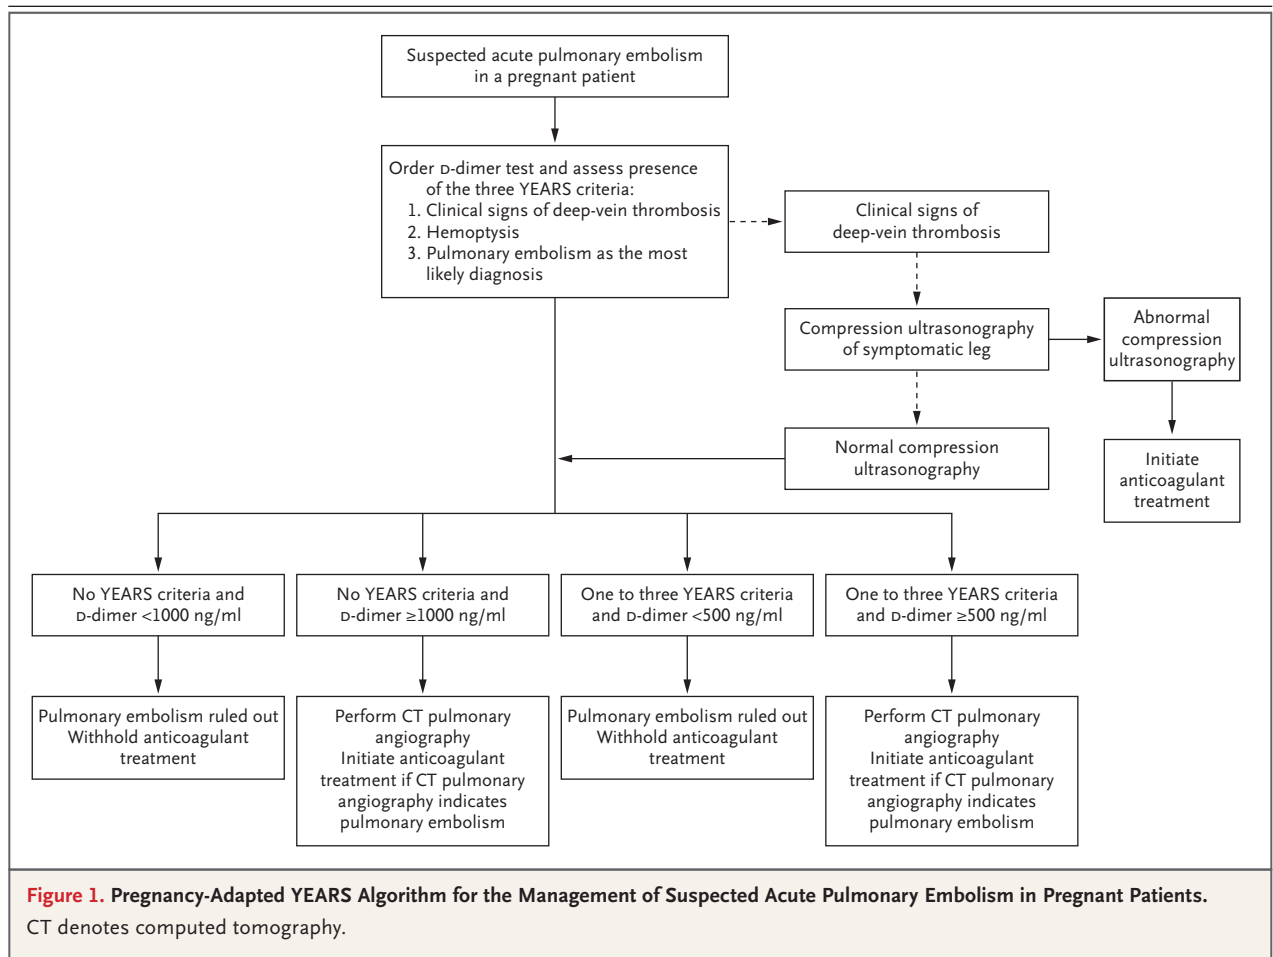 Suspected acute pulmonary embolism
in a pregnant patient
Order D-dimer test and assess presence
of the three YEARS criteria:
1. Clinical signs of deep-vein thrombosis
2. Hemoptysis
3. Pulmonary embolism as the most
likely diagnosis
Clinical signs of
deep-vein thrombosis
Compression ultrasonography
of symptomatic leg
Abnormal
compression
ultrasonography
Normal compression
ultrasonography
Initiate
anticoagulant
treatment
No YEARS criteria and
D-dimer <1000 ng/ml
No YEARS criteria and
D-dimer ≥1000 ng/ml
One to three YEARS criteria
and D-dimer <500 ng/ml
One to three YEARS criteria
and D-dimer ≥500 ng/ml
Pulmonary embolism ruled out
Withhold anticoagulant
treatment
Perform CT pulmonary
angiography
Initiate anticoagulant
treatment if CT pulmonary
angiography indicates
pulmonary embolism
Pulmonary embolism ruled out
Withhold anticoagulant
treatment
Perform CT pulmonary
angiography
Initiate anticoagulant
treatment if CT pulmonary
angiography indicates
pulmonary embolism
Figure 1. Pregnancy-Adapted YEARS Algorithm for the Management of Suspected Acute Pulmonary Embolism in Pregnant Patients.
CT denotes computed tomography.